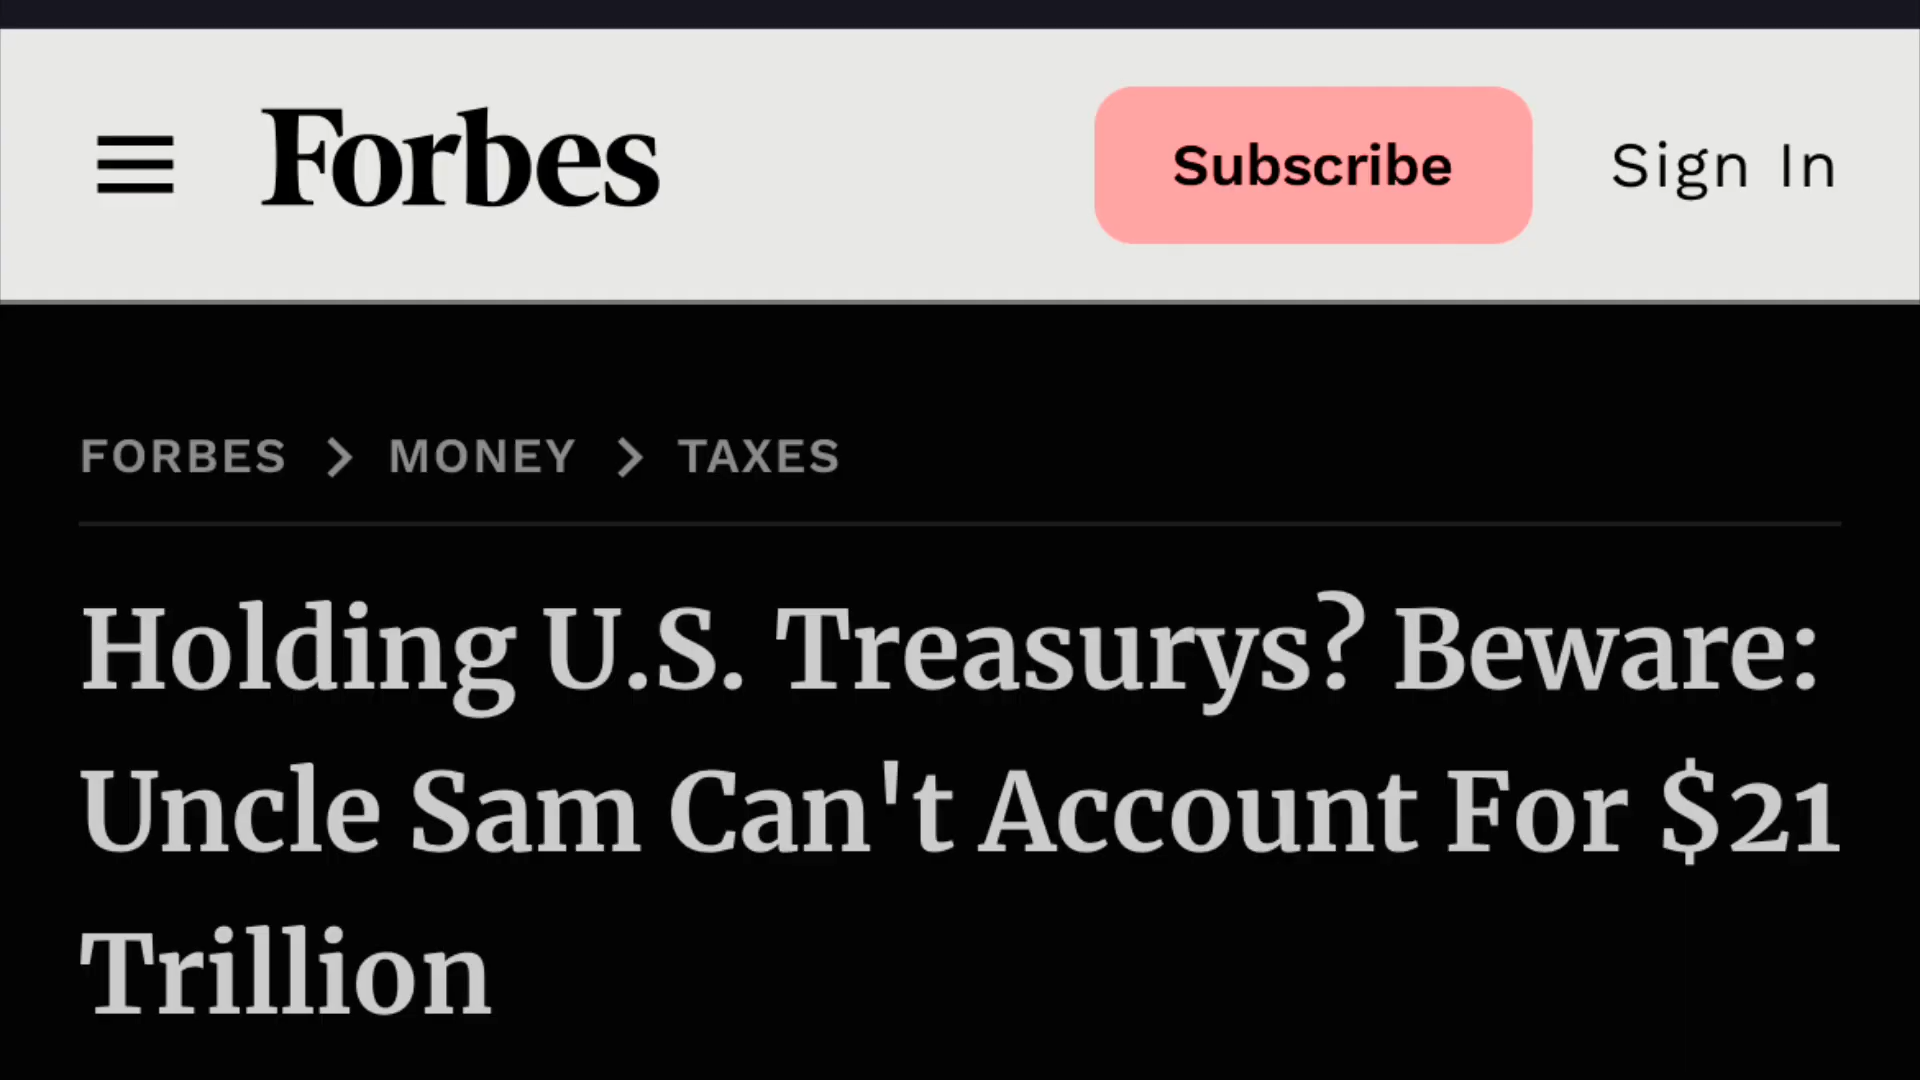 Forbes
Subscribe
Sign In
FORBES > MONEY > TAXES
Holding U.S. Treasurys? Beware:
Uncle Sam Can't Account For $21
Trillion